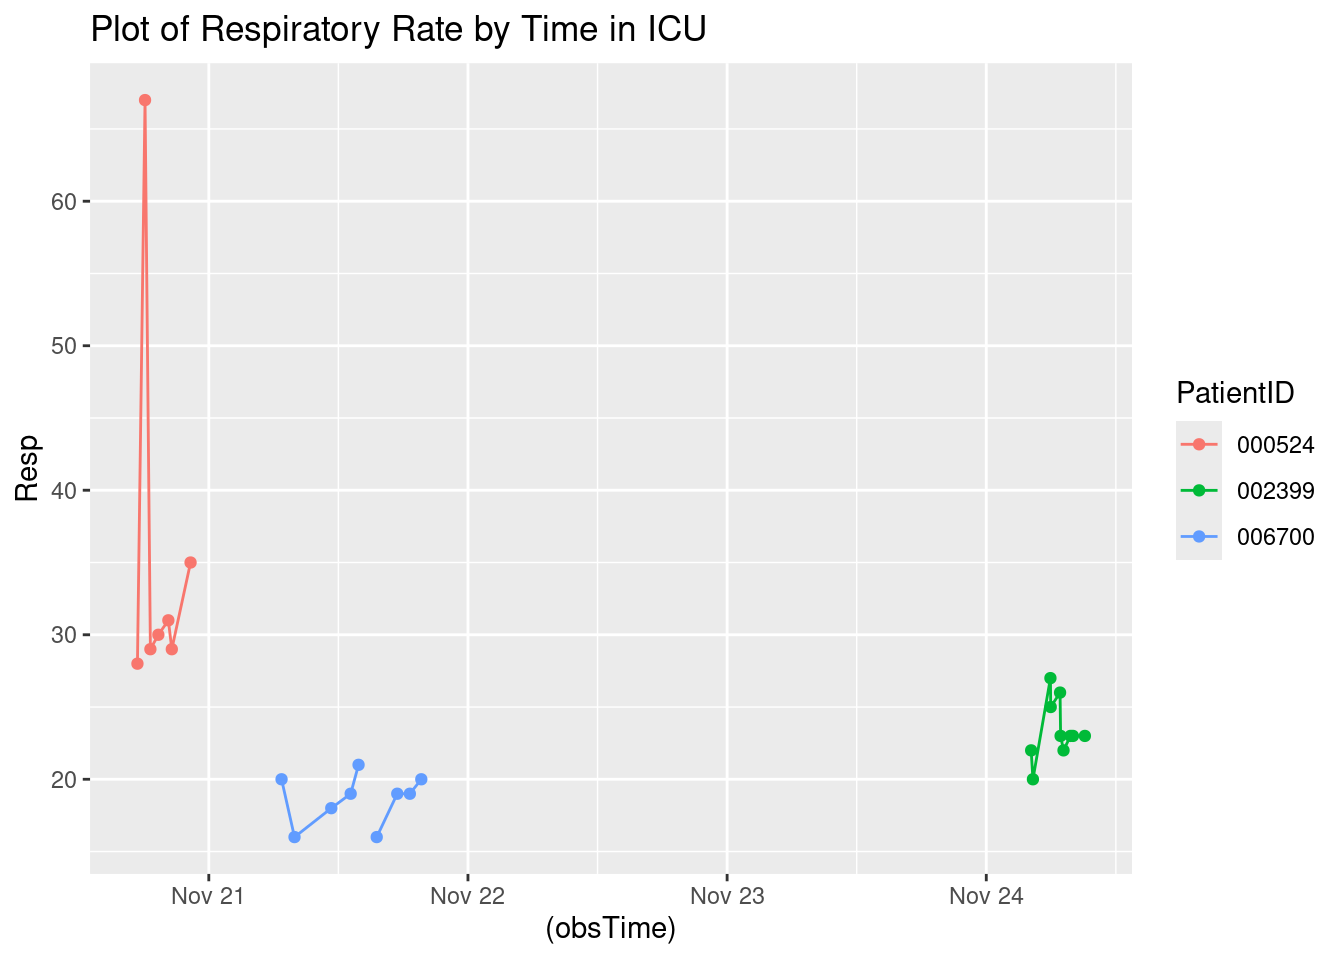 Plot of Respiratory Rate by Time in ICU
60
50
40
30
20
Resp
Nov 21
Nov 22
Nov 23
Nov 24
(obsTime)
PatientID
000524
002399
006700